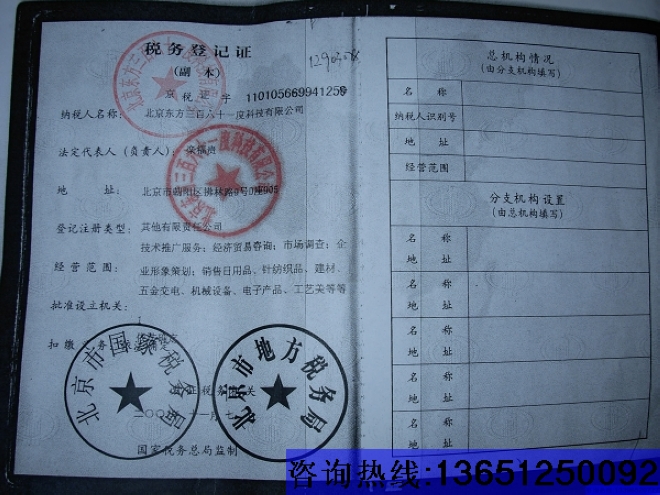 税务登记证
(副本)
京税证字 110105669941259
纳税人名称: 北京东方三百六十一度科技有限公司
法定代表人(负责人):
地 址: 北京市朝阳区
登记注册类型: 其他有限责任公司
技术推广服务;经济贸易咨询;市场调查;企
经营范围: 业形象策划;销售日用品、针纺织品、建材、
五金交电、机械设备、电子产品、工艺美等等
批准设立机关:
扣缴 务
北京市国家税务局
北京市地方税务局
国家税务总局监制
总机构情况
(由分支机构填写)
名 称
纳税人识别号
地 址
经营范围
分支机构设置
(由总机构填写)
名 称
地 址
名 称
地 址
名 称
地 址
名 称
地 址
名 称
地 址
咨询热线:13651250092